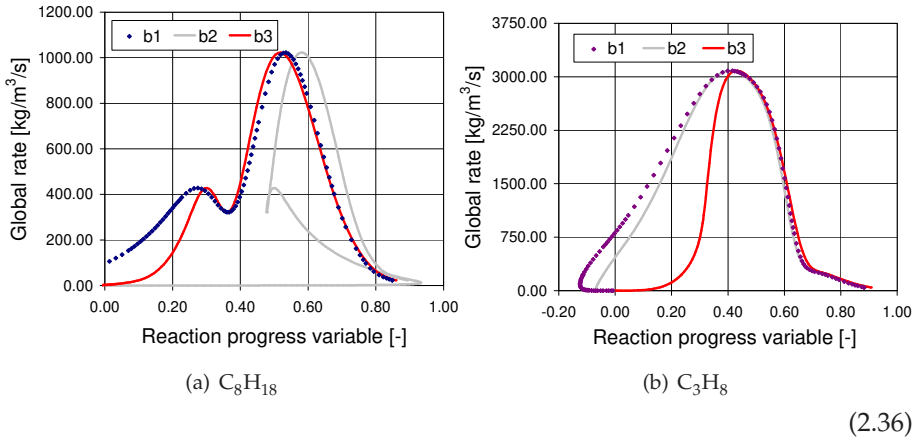 Global rate [kg/m³/s]
1200.00
1000.00
800.00
600.00
400.00
200.00
0.00
b1 b2 b3
0.00 0.20 0.40 0.60 0.80 1.00
Reaction progress variable [-]
(a) C₈H₁₈
Global rate [kg/m³/s]
3750.00
3000.00
2250.00
1500.00
750.00
0.00
b1 b2 b3
-0.20 0.00 0.20 0.40 0.60 0.80 1.00
Reaction progress variable [-]
(b) C₃H₈
(2.36)